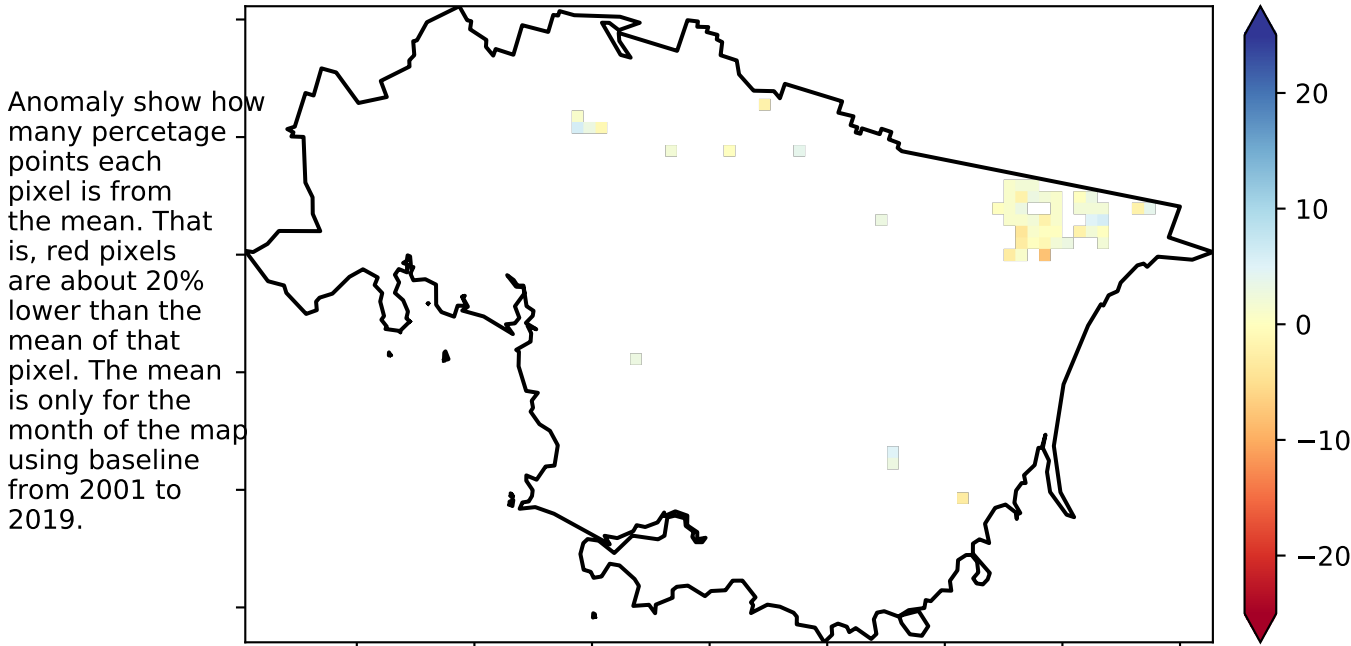 Anomaly show how
many percetage
points each
pixel is from
the mean. That
is, red pixels
are about 20%
lower than the
mean of that
pixel. The mean
is only for the
month of the map
using baseline
from 2001 to
2019.
20
10
0
−10
−20